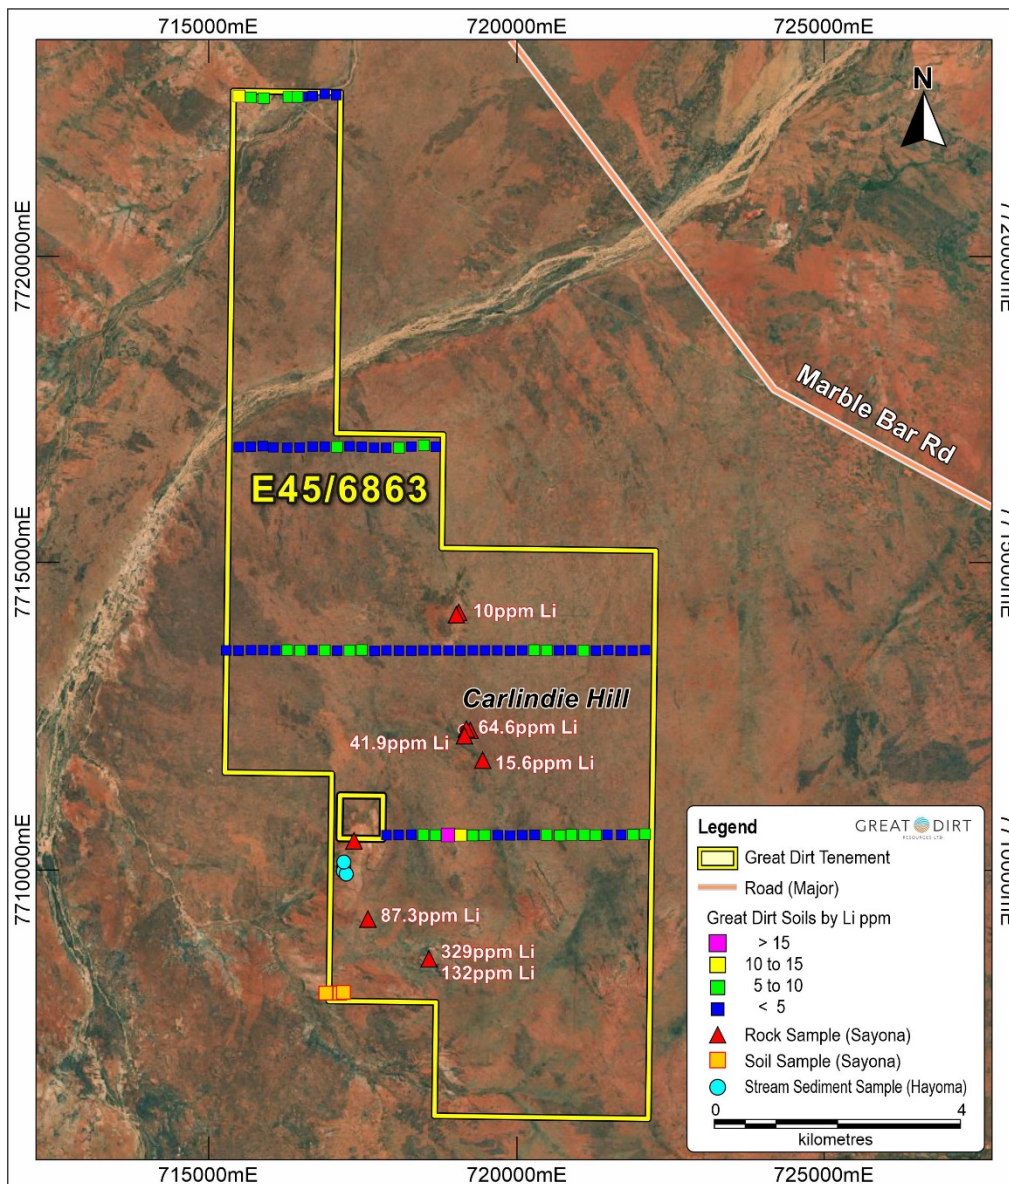 715000mE 720000mE 725000mE
N
7720000mE
7720000mE
Marble Bar Rd
E45/6863
7715000mE
7715000mE
10ppm Li
Carlindie Hill
64.6ppm Li
41.9ppm Li
15.6ppm Li
7710000mE
7710000mE
87.3ppm Li
329ppm Li
132ppm Li
Legend
GREAT DIRT
RESOURCES LTD.
Great Dirt Tenement
Road (Major)
Great Dirt Soils by Li ppm
> 15
10 to 15
5 to 10
< 5
Rock Sample (Sayona)
Soil Sample (Sayona)
Stream Sediment Sample (Hayoma)
0 4
kilometres
715000mE 720000mE 725000mE